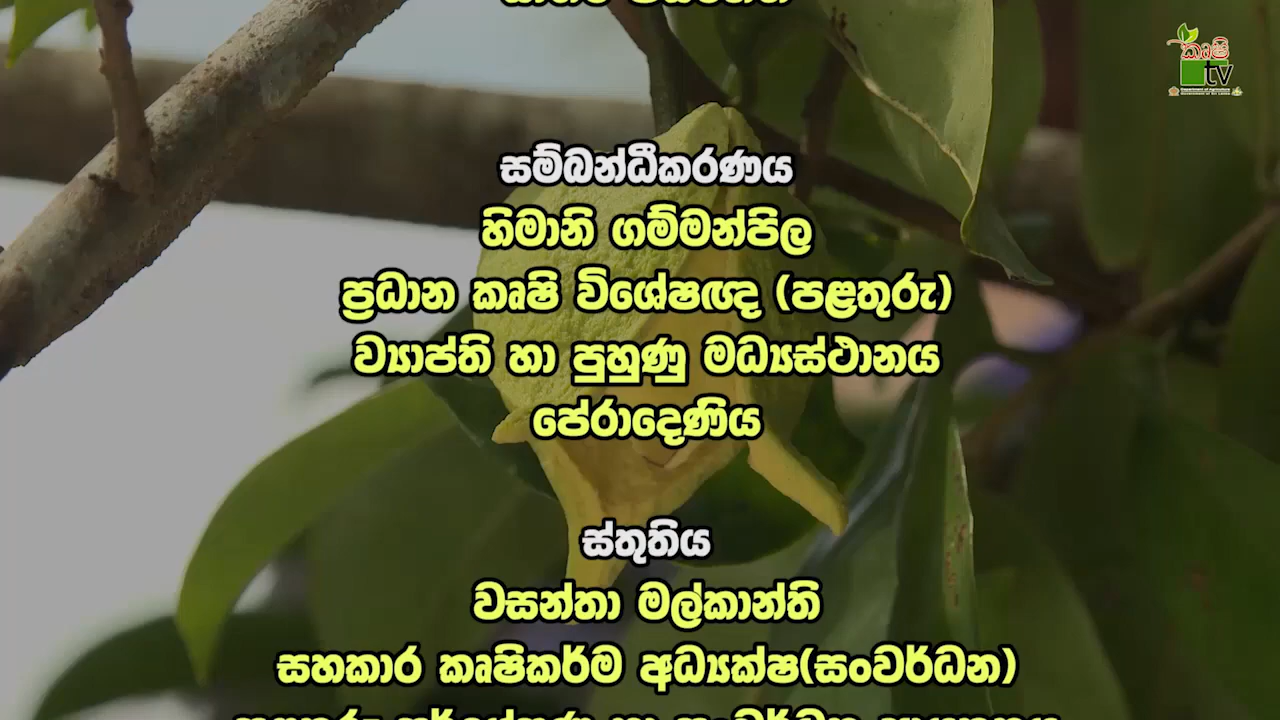 කෘෂි
tv
සම්බන්ධීකරණය
හිමානි ගම්මන්පිල
ප්‍රධාන කෘෂි විශේෂඥ (පළතුරු)
ව්‍යාප්ති හා පුහුණු මධ්‍යස්ථානය
පේරාදෙණිය
ස්තූතිය
වසන්තා මල්කාන්ති
සහකාර කෘෂිකර්ම අධ්‍යක්ෂ(සංවර්ධන)